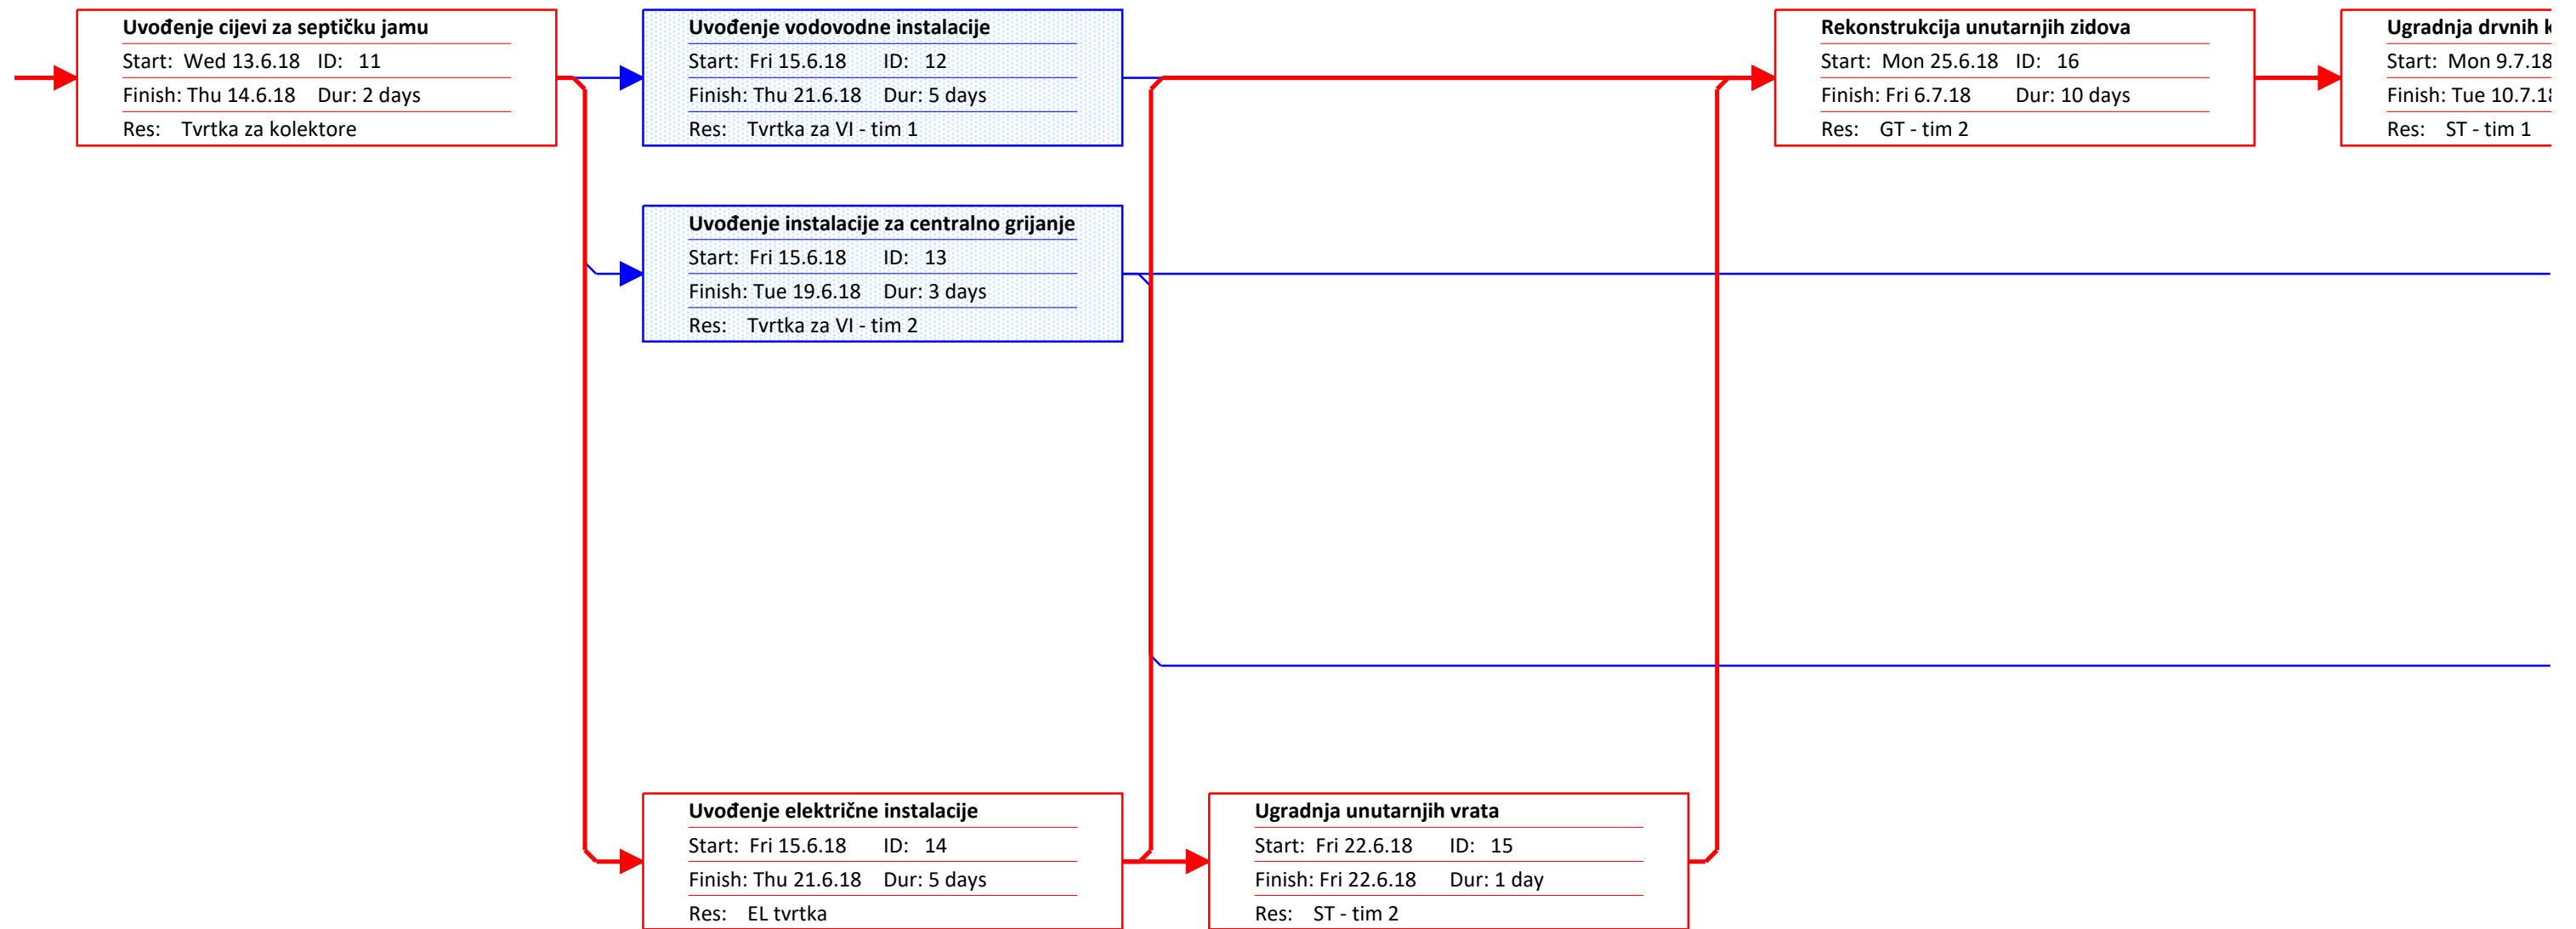 Uvođenje cijevi za septičku jamu
Start: Wed 13.6.18 ID: 11
Finish: Thu 14.6.18 Dur: 2 days
Res: Tvrtka za kolektore
Uvođenje vodovodne instalacije
Start: Fri 15.6.18 ID: 12
Finish: Thu 21.6.18 Dur: 5 days
Res: Tvrtka za VI - tim 1
Rekonstrukcija unutarnjih zidova
Start: Mon 25.6.18 ID: 16
Finish: Fri 6.7.18 Dur: 10 days
Res: GT - tim 2
Ugradnja drvnih
Start: Mon 9.7.18
Finish: Tue 10.7.18
Res: ST - tim 1
Uvođenje instalacije za centralno grijanje
Start: Fri 15.6.18 ID: 13
Finish: Tue 19.6.18 Dur: 3 days
Res: Tvrtka za VI - tim 2
Uvođenje električne instalacije
Start: Fri 15.6.18 ID: 14
Finish: Thu 21.6.18 Dur: 5 days
Res: EL tvrtka
Ugradnja unutarnjih vrata
Start: Fri 22.6.18 ID: 15
Finish: Fri 22.6.18 Dur: 1 day
Res: ST - tim 2